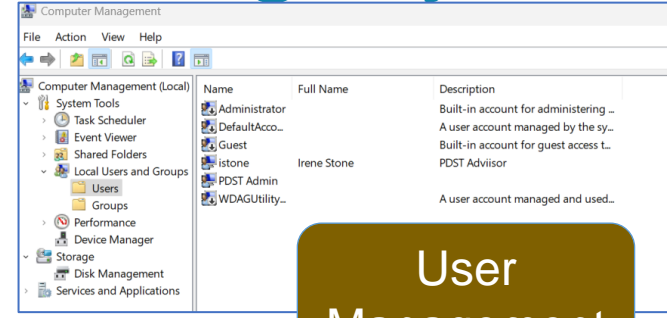 Computer Management
File Action View Help
Computer Management (Local)
System Tools
Task Scheduler
Event Viewer
Shared Folders
Local Users and Groups
Users
Groups
Performance
Device Manager
Storage
Disk Management
Services and Applications
Name Full Name Description
Administrator Built-in account for administering ...
DefaultAcco... A user account managed by the sy...
Guest Built-in account for guest access t...
istone Irene Stone PDST Adviisor
PDST Admin
WDAGUtility... A user account managed and used...
User
Management